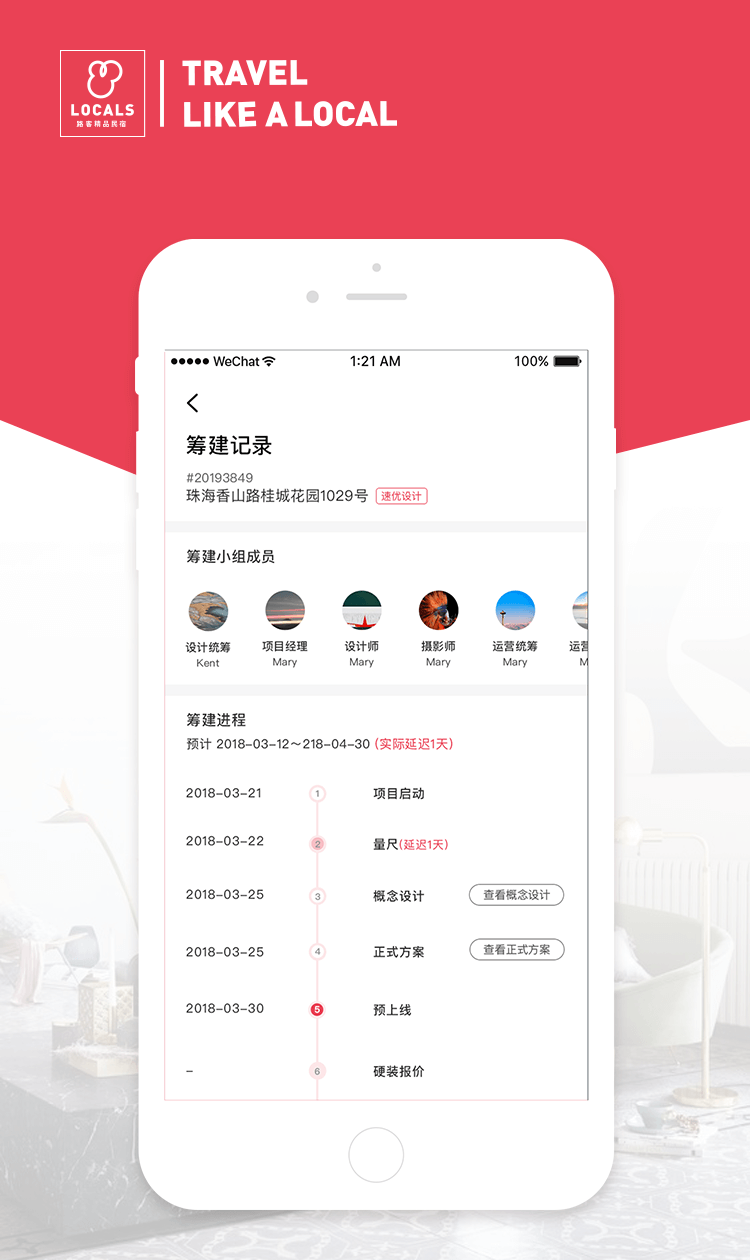 LOCALS
路客精品民宿
TRAVEL
LIKE A LOCAL
WeChat 1:21 AM 100%
筹建记录
#20193849
珠海香山路桂城花园1029号 速优设计
筹建小组成员
设计统筹 项目经理 设计师 摄影师 运营统筹 运营
Kent Mary Mary Mary Mary M
筹建进程
预计 2018-03-12～218-04-30 (实际延迟1天)
2018-03-21 1 项目启动
2018-03-22 2 量尺(延迟1天)
2018-03-25 3 概念设计 查看概念设计
2018-03-25 4 正式方案 查看正式方案
2018-03-30 5 预上线
- 6 硬装报价